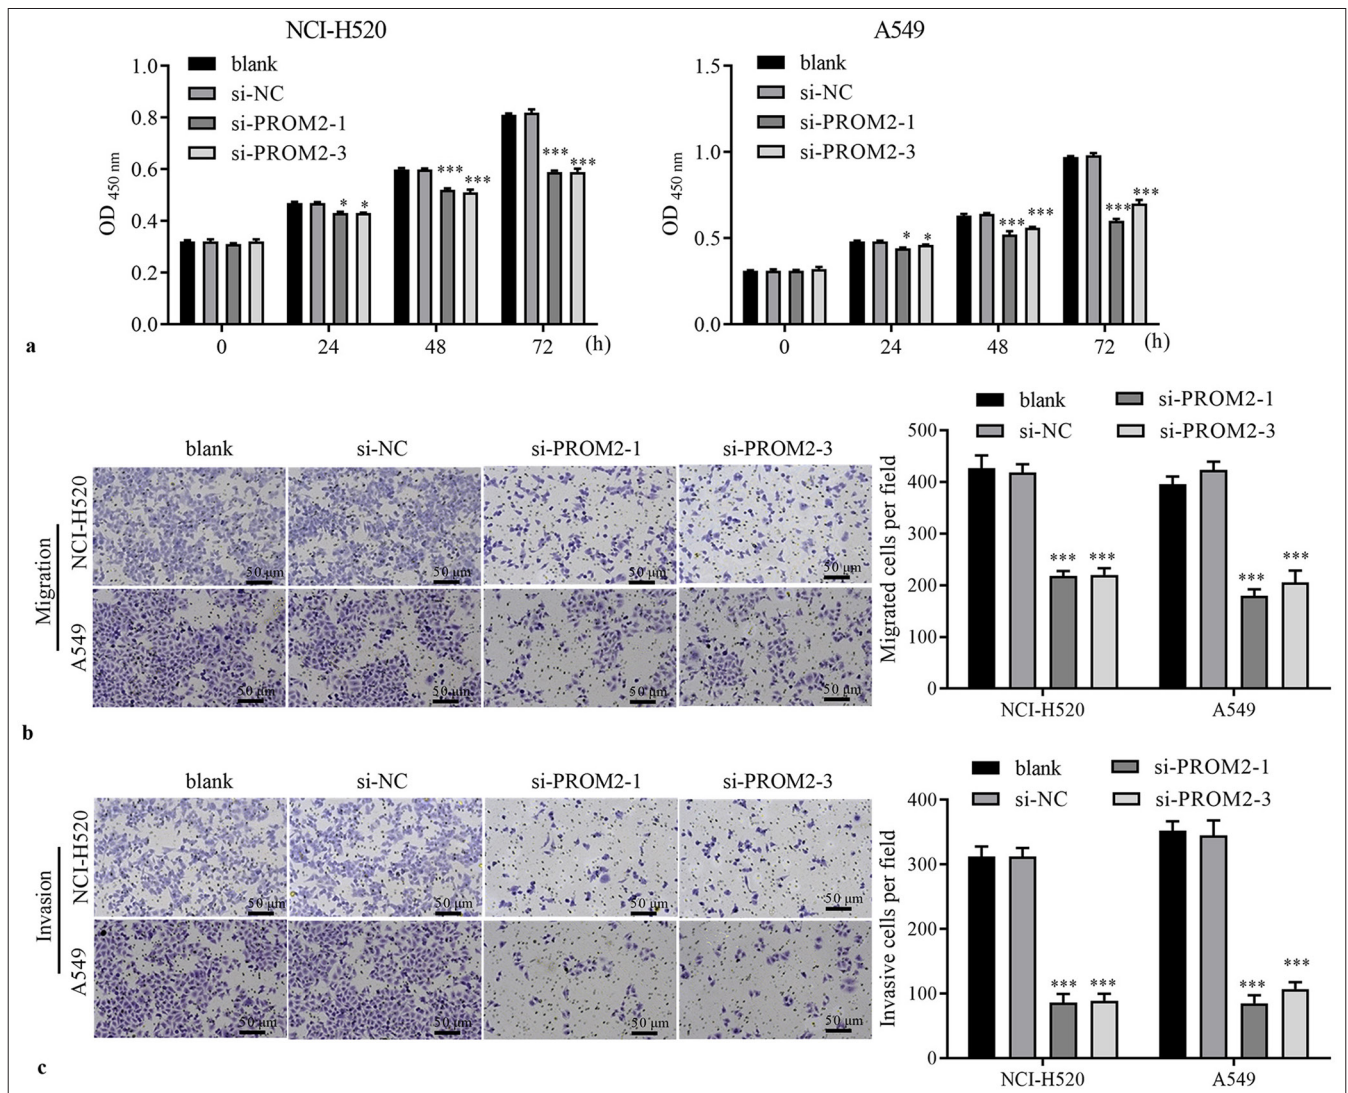 NCI-H520
blank
si-NC
si-PROM2-1
si-PROM2-3
OD 450 nm
1.0
0.8
0.6
0.4
0.2
0.0
* *
*** ***
*** ***
0 24 48 72 (h)
A549
blank
si-NC
si-PROM2-1
si-PROM2-3
OD 450 nm
1.5
1.0
0.5
0.0
* *
*** ***
*** ***
0 24 48 72 (h)
a
blank si-NC si-PROM2-1 si-PROM2-3
Migration
NCI-H520
50 µm 50 µm 50 µm 50 µm
A549
50 µm 50 µm 50 µm 50 µm
blank si-PROM2-1
si-NC si-PROM2-3
Migrated cells per field
500
400
300
200
100
0
*** *** *** ***
NCI-H520 A549
b
blank si-NC si-PROM2-1 si-PROM2-3
Invasion
NCI-H520
50 µm 50 µm 50 µm 50 µm
A549
50 µm 50 µm 50 µm 50 µm
blank si-PROM2-1
si-NC si-PROM2-3
Invasive cells per field
400
300
200
100
0
*** *** *** ***
NCI-H520 A549
c